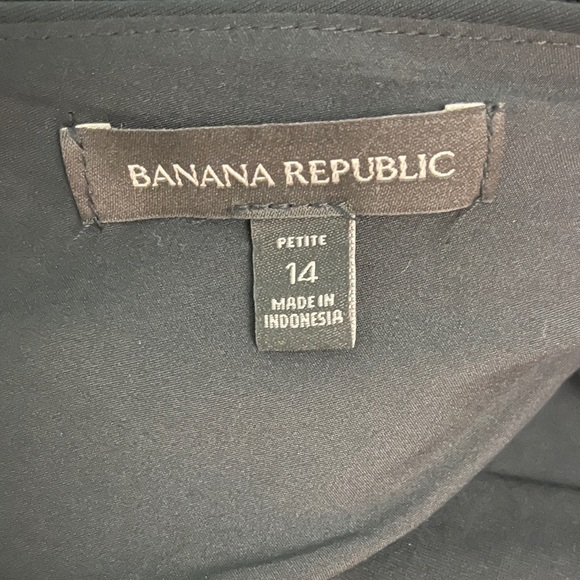 BANANA REPUBLIC
PETITE
14
MADE IN
INDONESIA